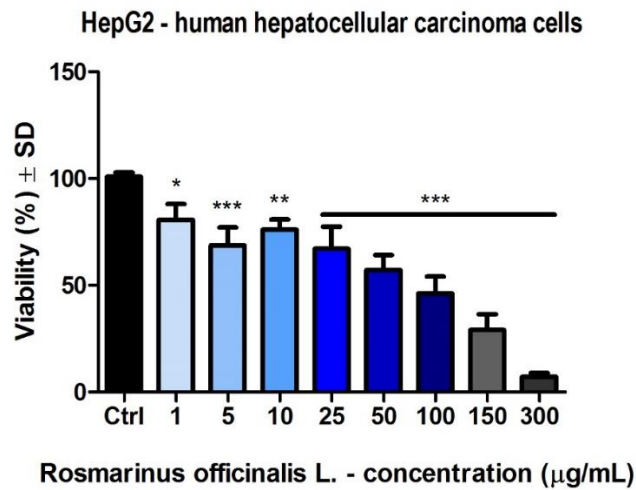 HepG2 - human hepatocellular carcinoma cells
150
100
50
0
Viability (%) ± SD
*
***
**
***
Ctrl 1 5 10 25 50 100 150 300
Rosmarinus officinalis L. - concentration (μg/mL)